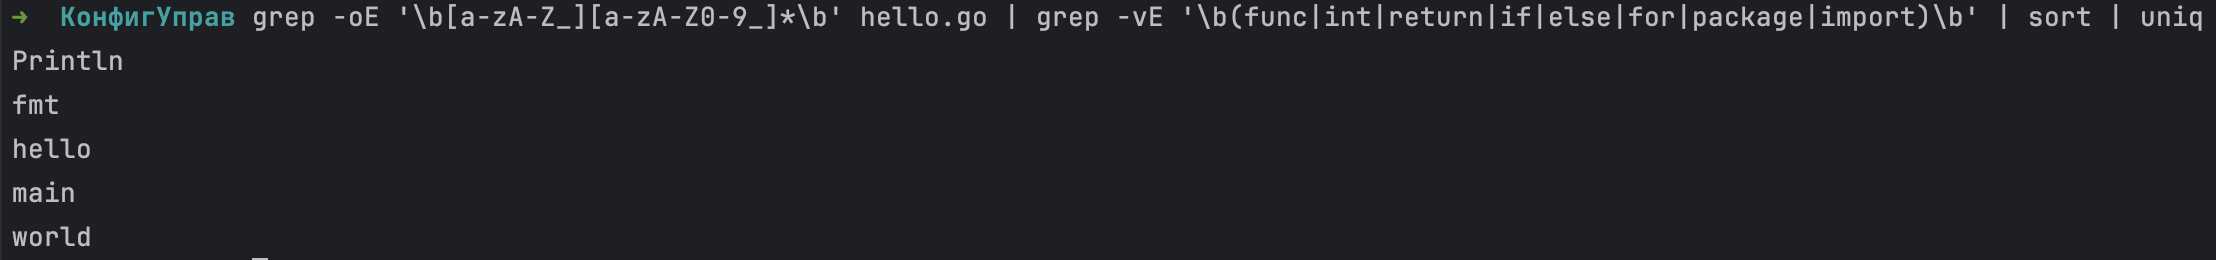 ➜ КонфигУправ grep -oE '\b[a-zA-Z_][a-zA-Z0-9_]*\b' hello.go | grep -vE '\b(func|int|return|if|else|for|package|import)\b' | sort | uniq
Println
fmt
hello
main
world